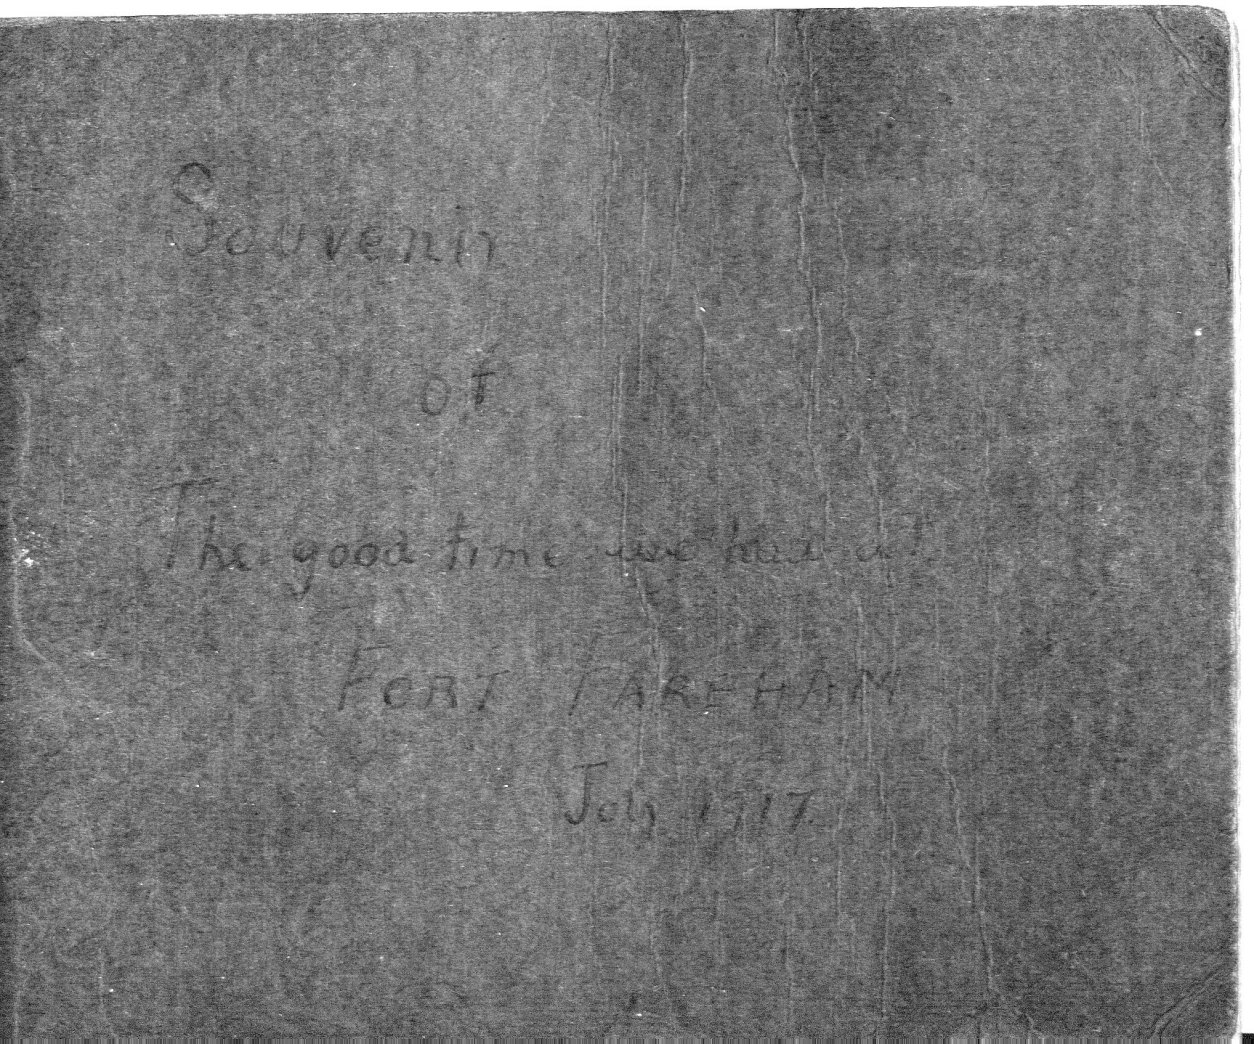 Souvenir
of
The good time we had at
FORT FAREHAM
July 1917.